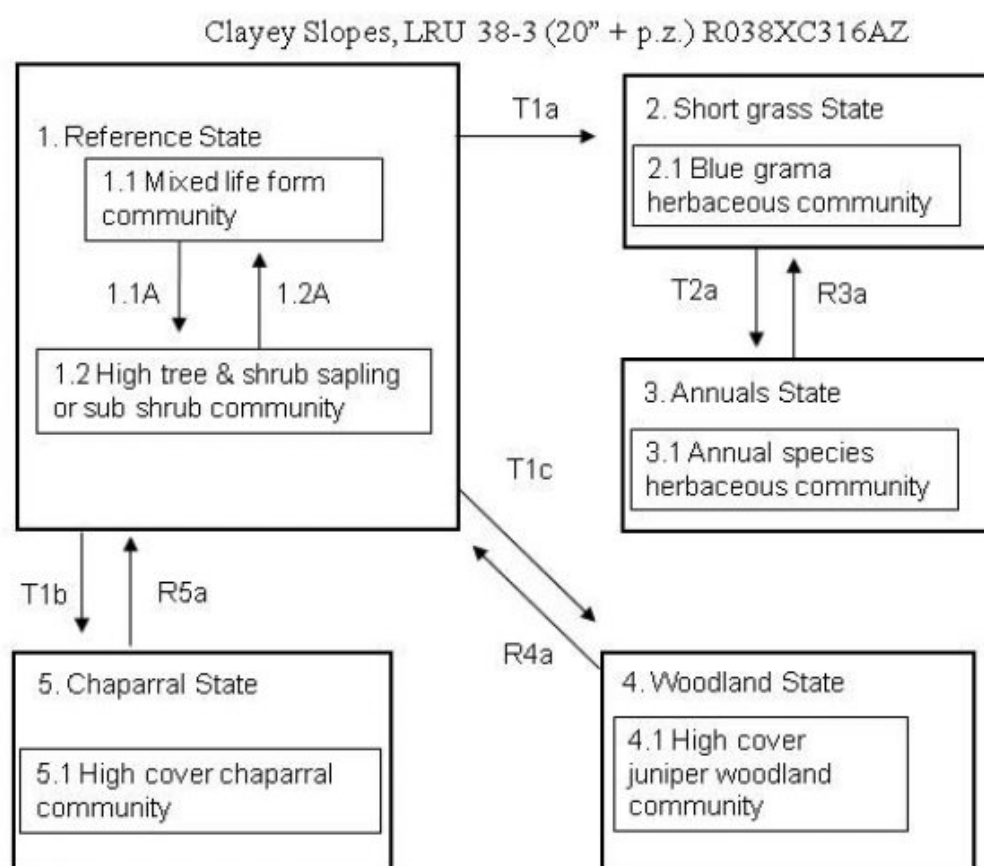 Clayey Slopes, LRU 38-3 (20” + p.z.) R038XC316AZ
1. Reference State
1.1 Mixed life form
community
1.1A
1.2A
1.2 High tree & shrub sapling
or sub shrub community
T1a
2. Short grass State
2.1 Blue grama
herbaceous community
T2a
R3a
3. Annuals State
3.1 Annual species
herbaceous community
T1c
R4a
T1b
R5a
5. Chaparral State
5.1 High cover chaparral
community
4. Woodland State
4.1 High cover
juniper woodland
community